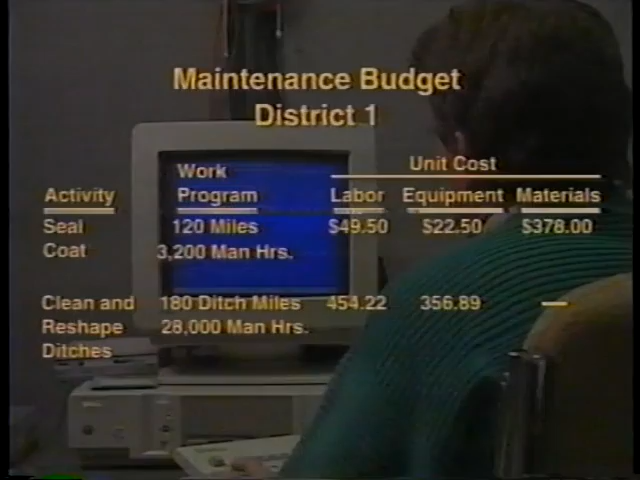 Maintenance Budget
District 1
Work Unit Cost
Activity Program Labor Equipment Materials
Seal 120 Miles $49.50 $22.50 $378.00
Coat 3,200 Man Hrs.
Clean and 180 Ditch Miles 454.22 356.89 —
Reshape 28,000 Man Hrs.
Ditches